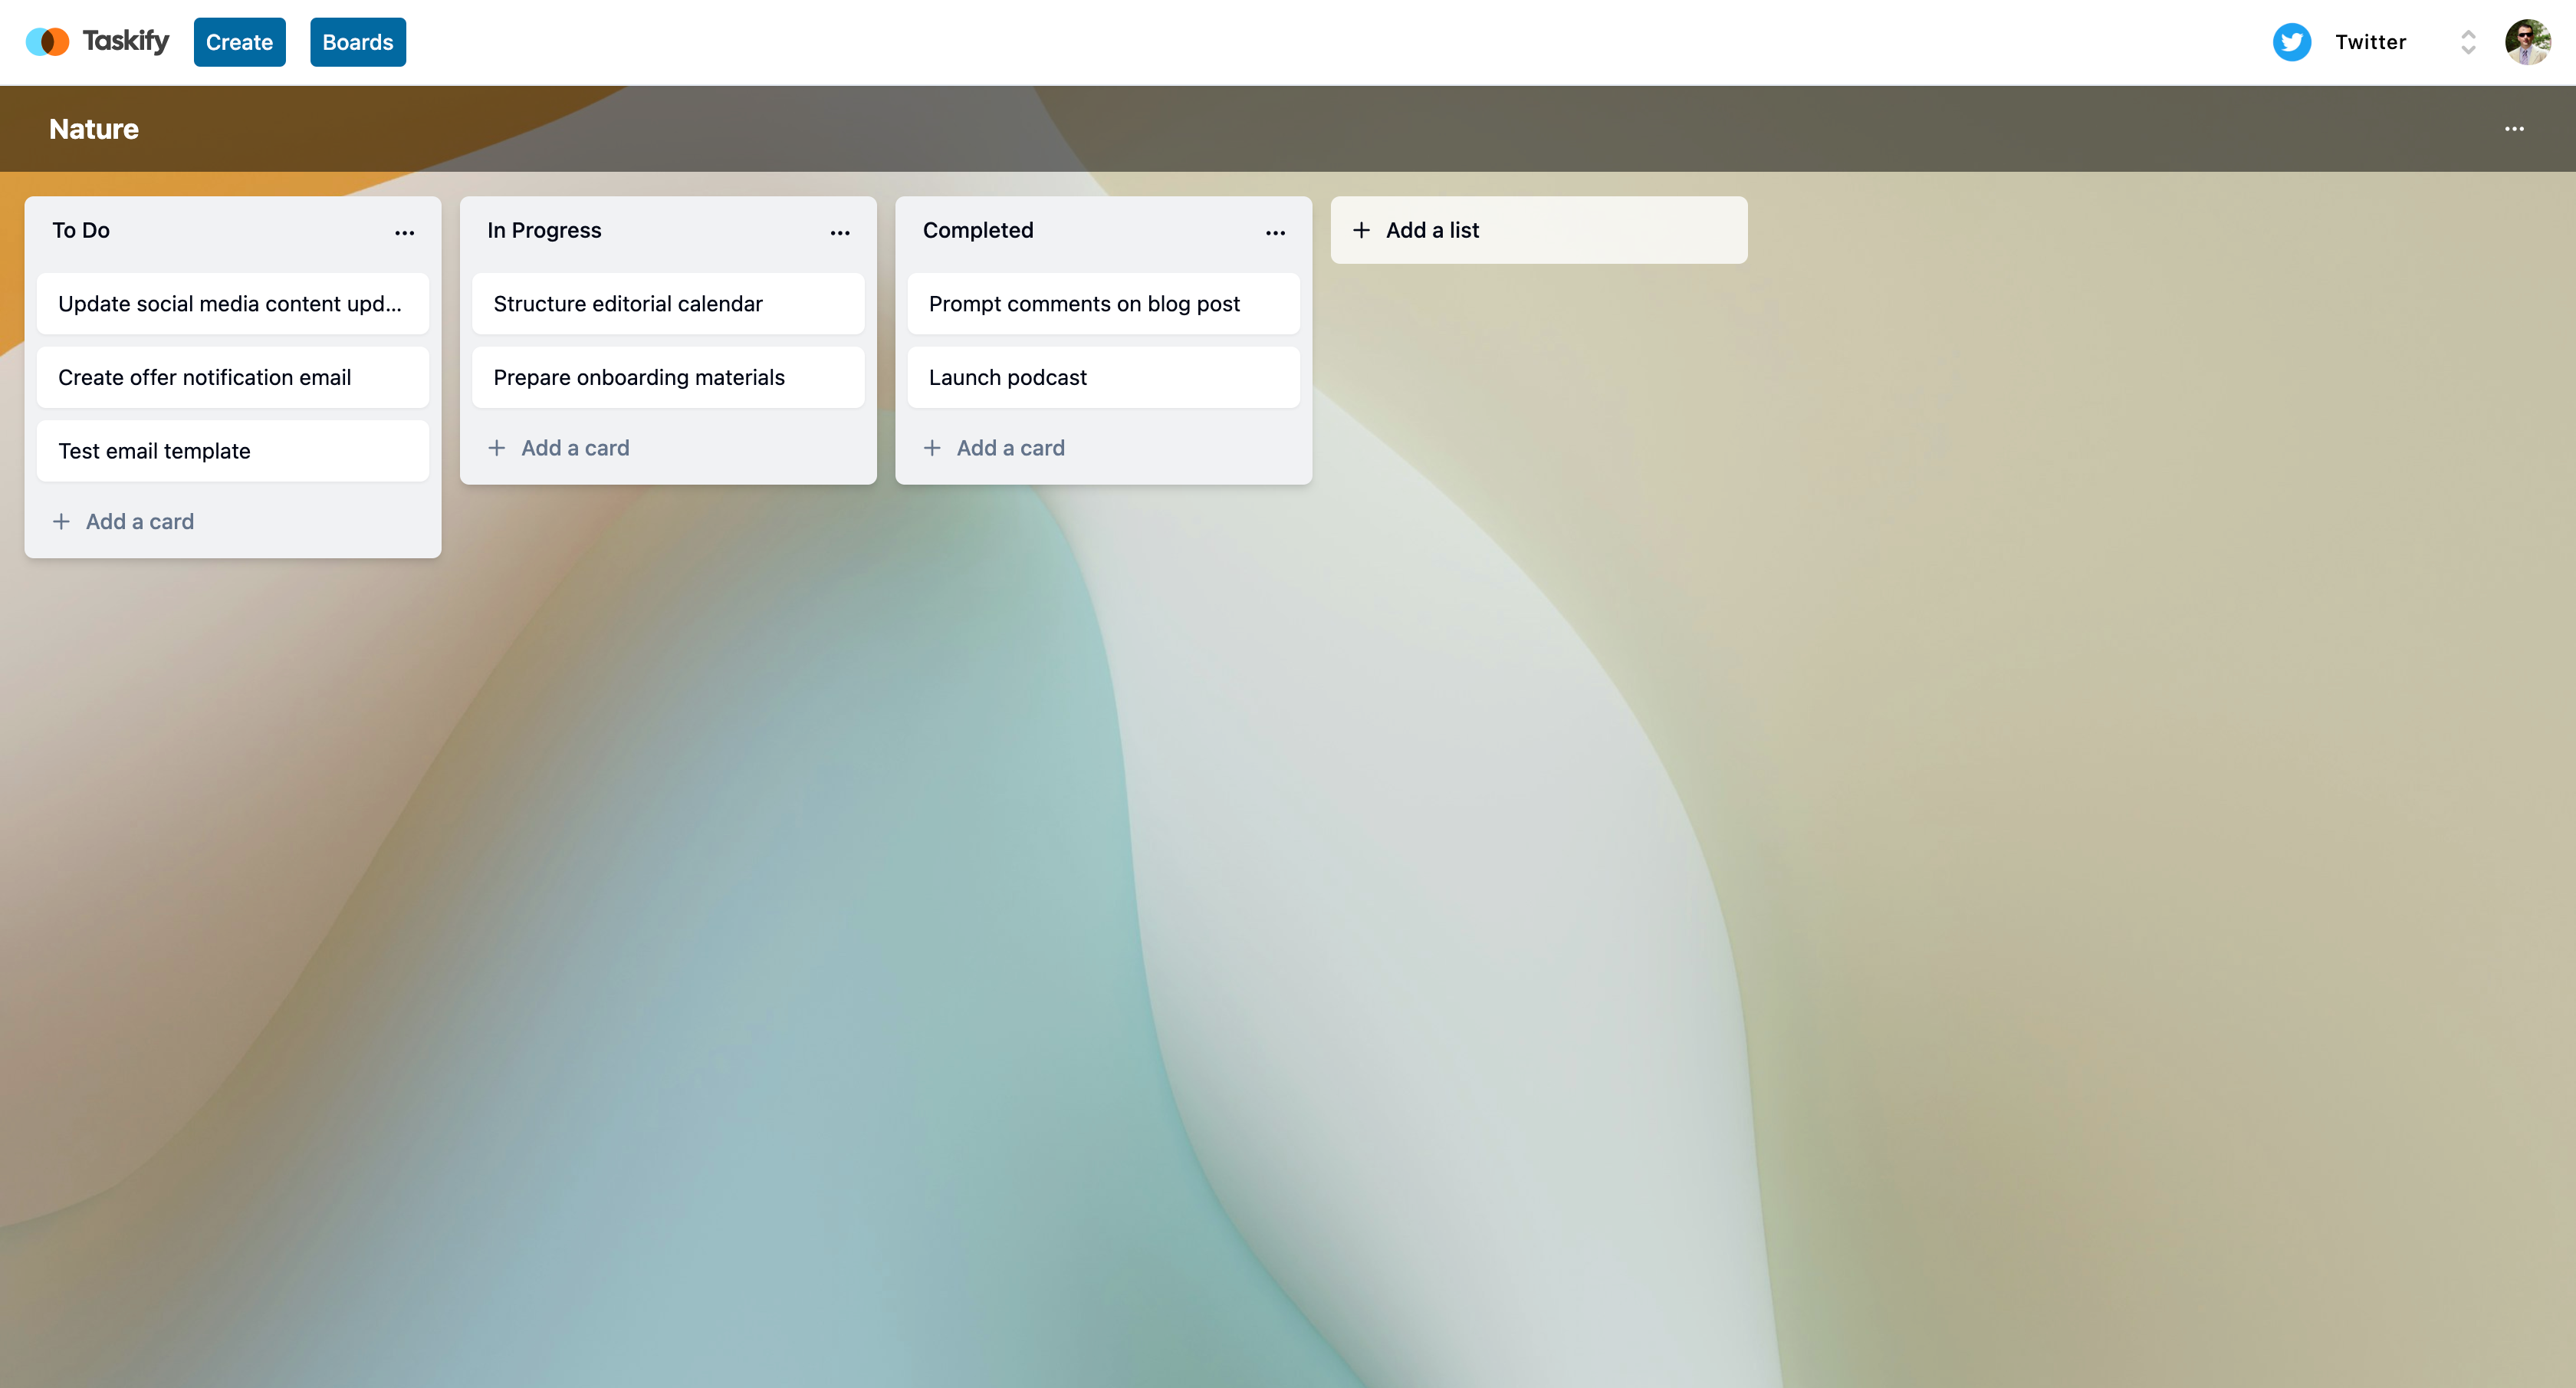 Taskify
Create
Boards
Twitter
Nature
To Do
Update social media content upd...
Create offer notification email
Test email template
+ Add a card
In Progress
Structure editorial calendar
Prepare onboarding materials
+ Add a card
Completed
Prompt comments on blog post
Launch podcast
+ Add a card
+ Add a list